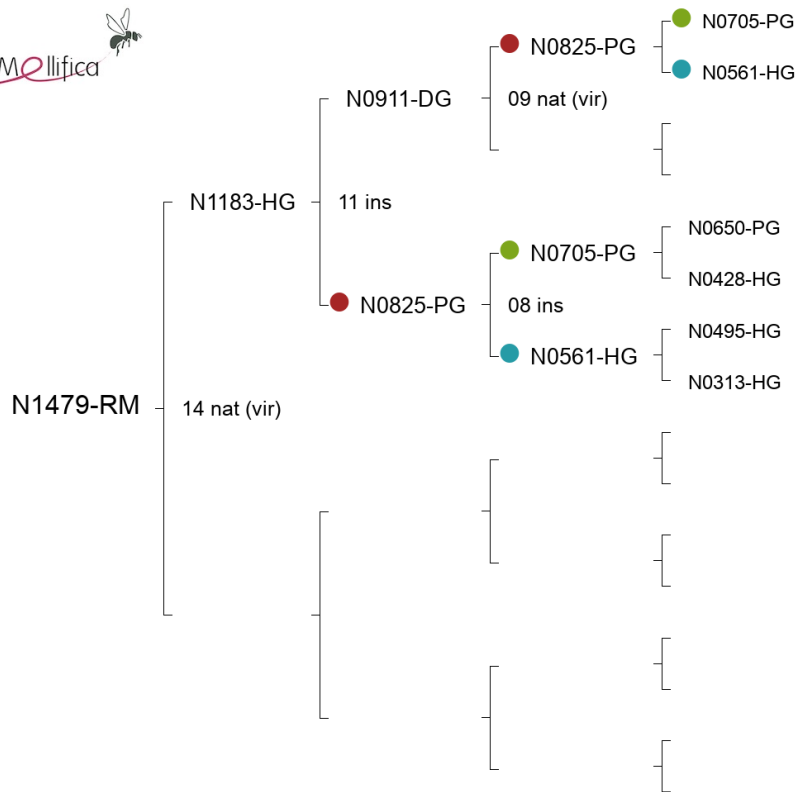 Mellifica
N0705-PG
N0825-PG
N0561-HG
N0911-DG
09 nat (vir)
N1183-HG
11 ins
N0650-PG
N0705-PG
N0428-HG
N0825-PG
08 ins
N0495-HG
N0561-HG
N0313-HG
N1479-RM
14 nat (vir)